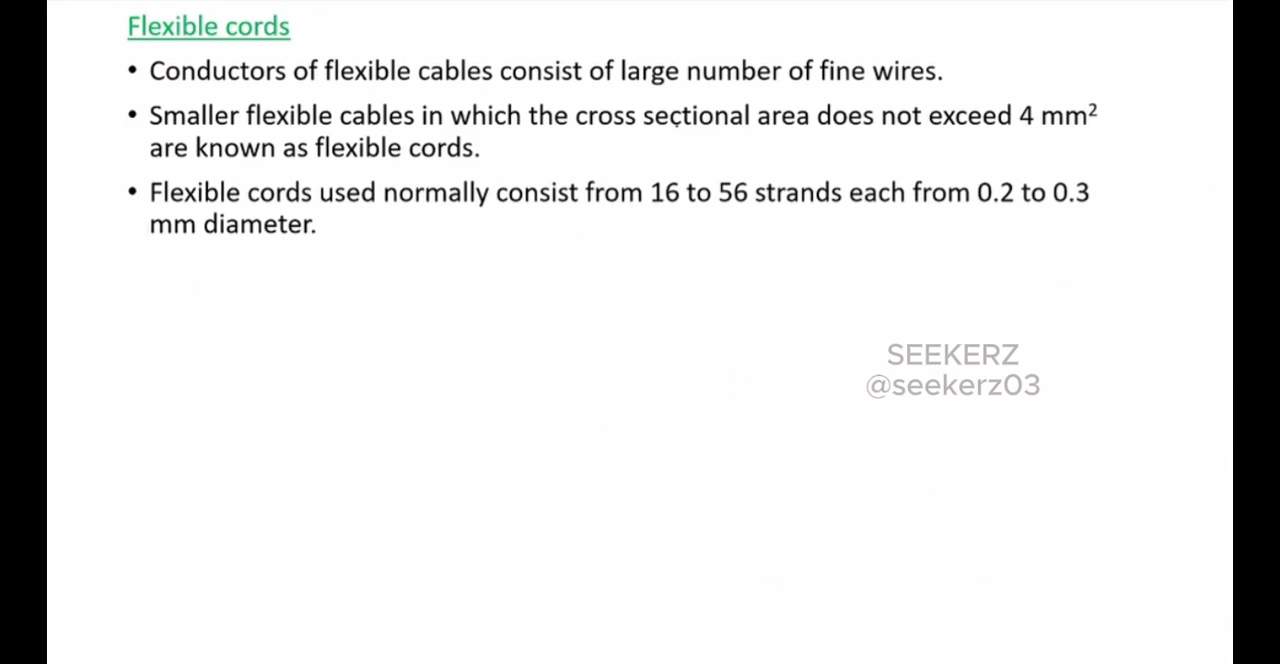 Flexible cords
• Conductors of flexible cables consist of large number of fine wires.
• Smaller flexible cables in which the cross sectional area does not exceed 4 mm²
are known as flexible cords.
• Flexible cords used normally consist from 16 to 56 strands each from 0.2 to 0.3
mm diameter.
SEEKERZ
@seekerz03